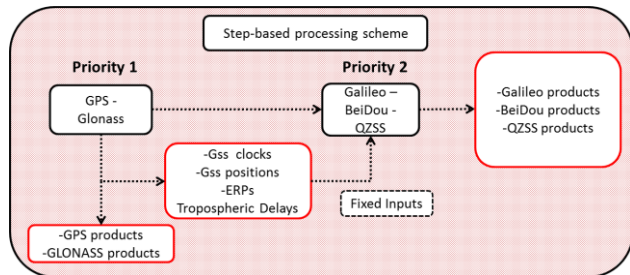 Step-based processing scheme
Priority 1
Priority 2
GPS -
Glonass
Galileo –
BeiDou -
QZSS
-Galileo products
-BeiDou products
-QZSS products
-Gss clocks
-Gss positions
-ERPs
Tropospheric Delays
Fixed Inputs
-GPS products
-GLONASS products